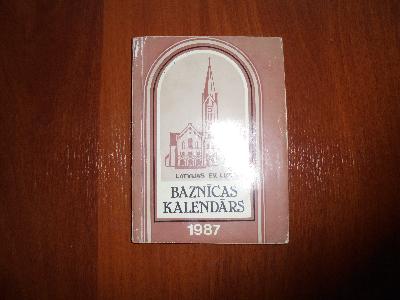 LATVIJAS EV. LUT.
BAZNĪCAS
KALENDĀRS
1987